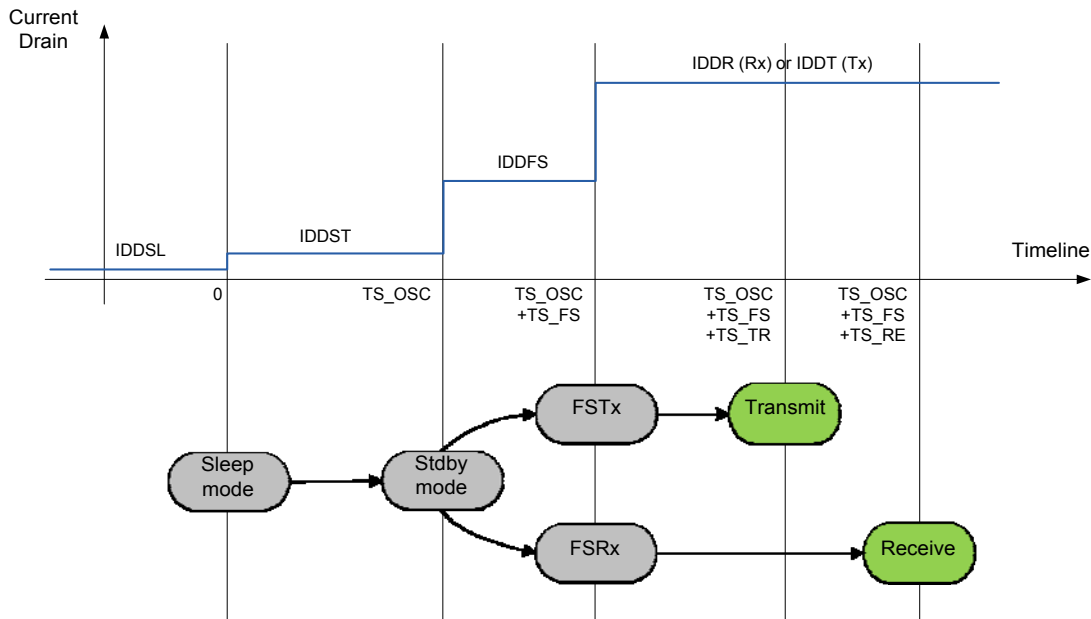 Current
Drain
IDDR (Rx) or IDDT (Tx)
IDDFS
IDDST
IDDSL
Timeline
0
TS_OSC
TS_OSC
+TS_FS
TS_OSC
+TS_FS
+TS_TR
TS_OSC
+TS_FS
+TS_RE
FSTx
Transmit
Sleep
mode
Stdby
mode
FSRx
Receive